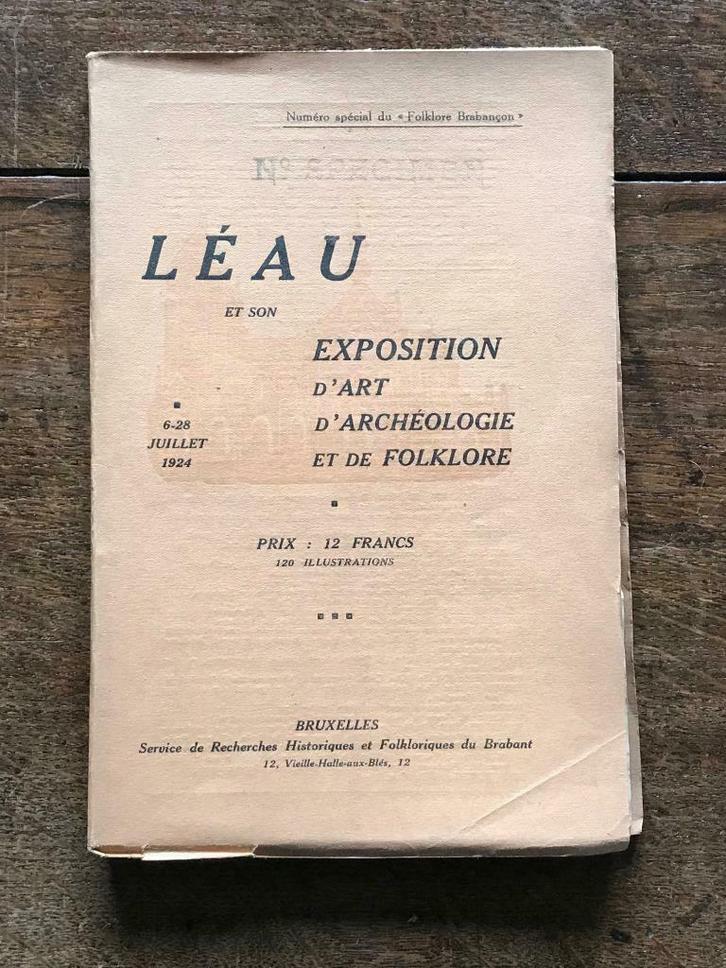 Numéro spécial du « Folklore Brabançon »
LÉAU
ET SON
EXPOSITION
D'ART
D'ARCHÉOLOGIE
ET DE FOLKLORE
6-28
JUILLET
1924
PRIX : 12 FRANCS
120 ILLUSTRATIONS
BRUXELLES
Service de Recherches Historiques et Folkloriques du Brabant
12, Vieille-Halle-aux-Blés, 12